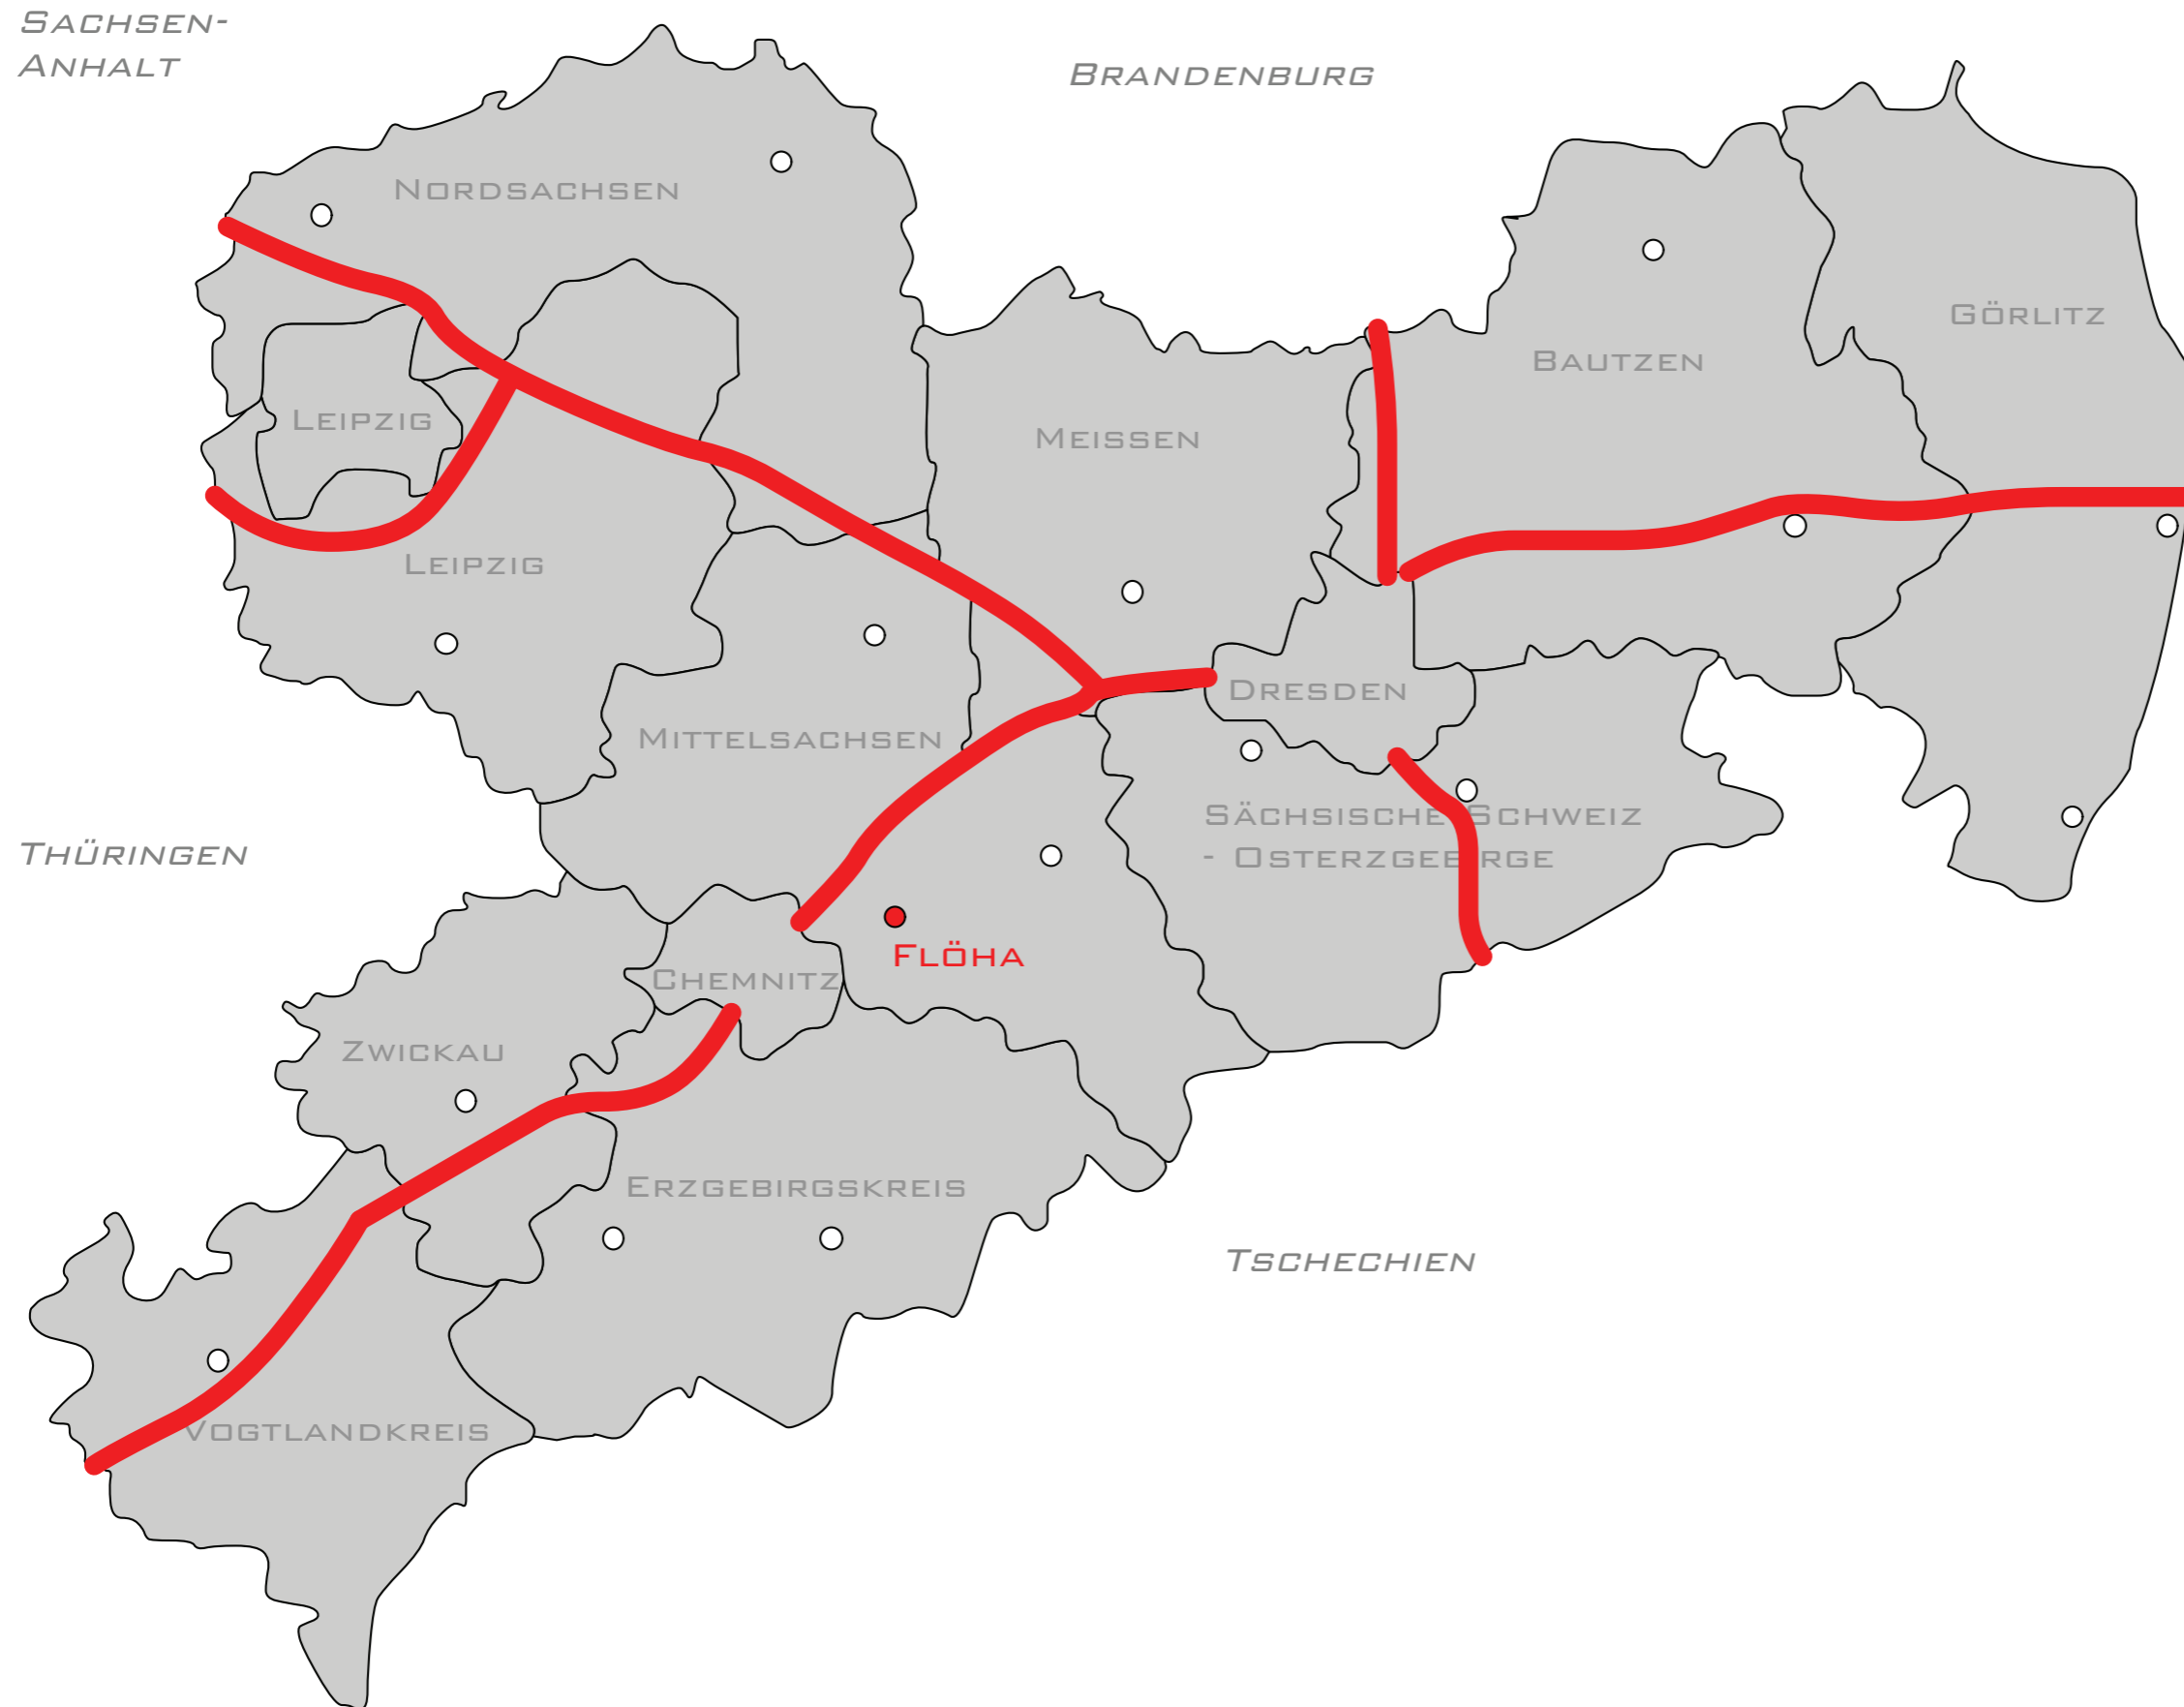 Sachsen-
Anhalt
Brandenburg
Nordsachsen
Görlitz
Bautzen
Leipzig
Meissen
Leipzig
Dresden
Mittelsachsen
Sächsische Schweiz
- Osterzgebirge
Thüringen
Flöha
Chemnitz
Zwickau
Erzgebirgskreis
Tschechien
Vogtlandkreis